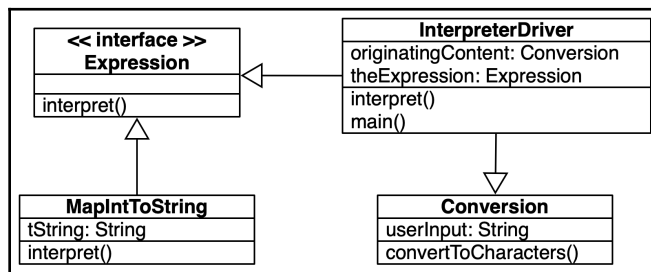 << interface >>
Expression
interpret()
InterpreterDriver
originatingContent: Conversion
theExpression: Expression
interpret()
main()
MapIntToString
tString: String
interpret()
Conversion
userInput: String
convertToCharacters()